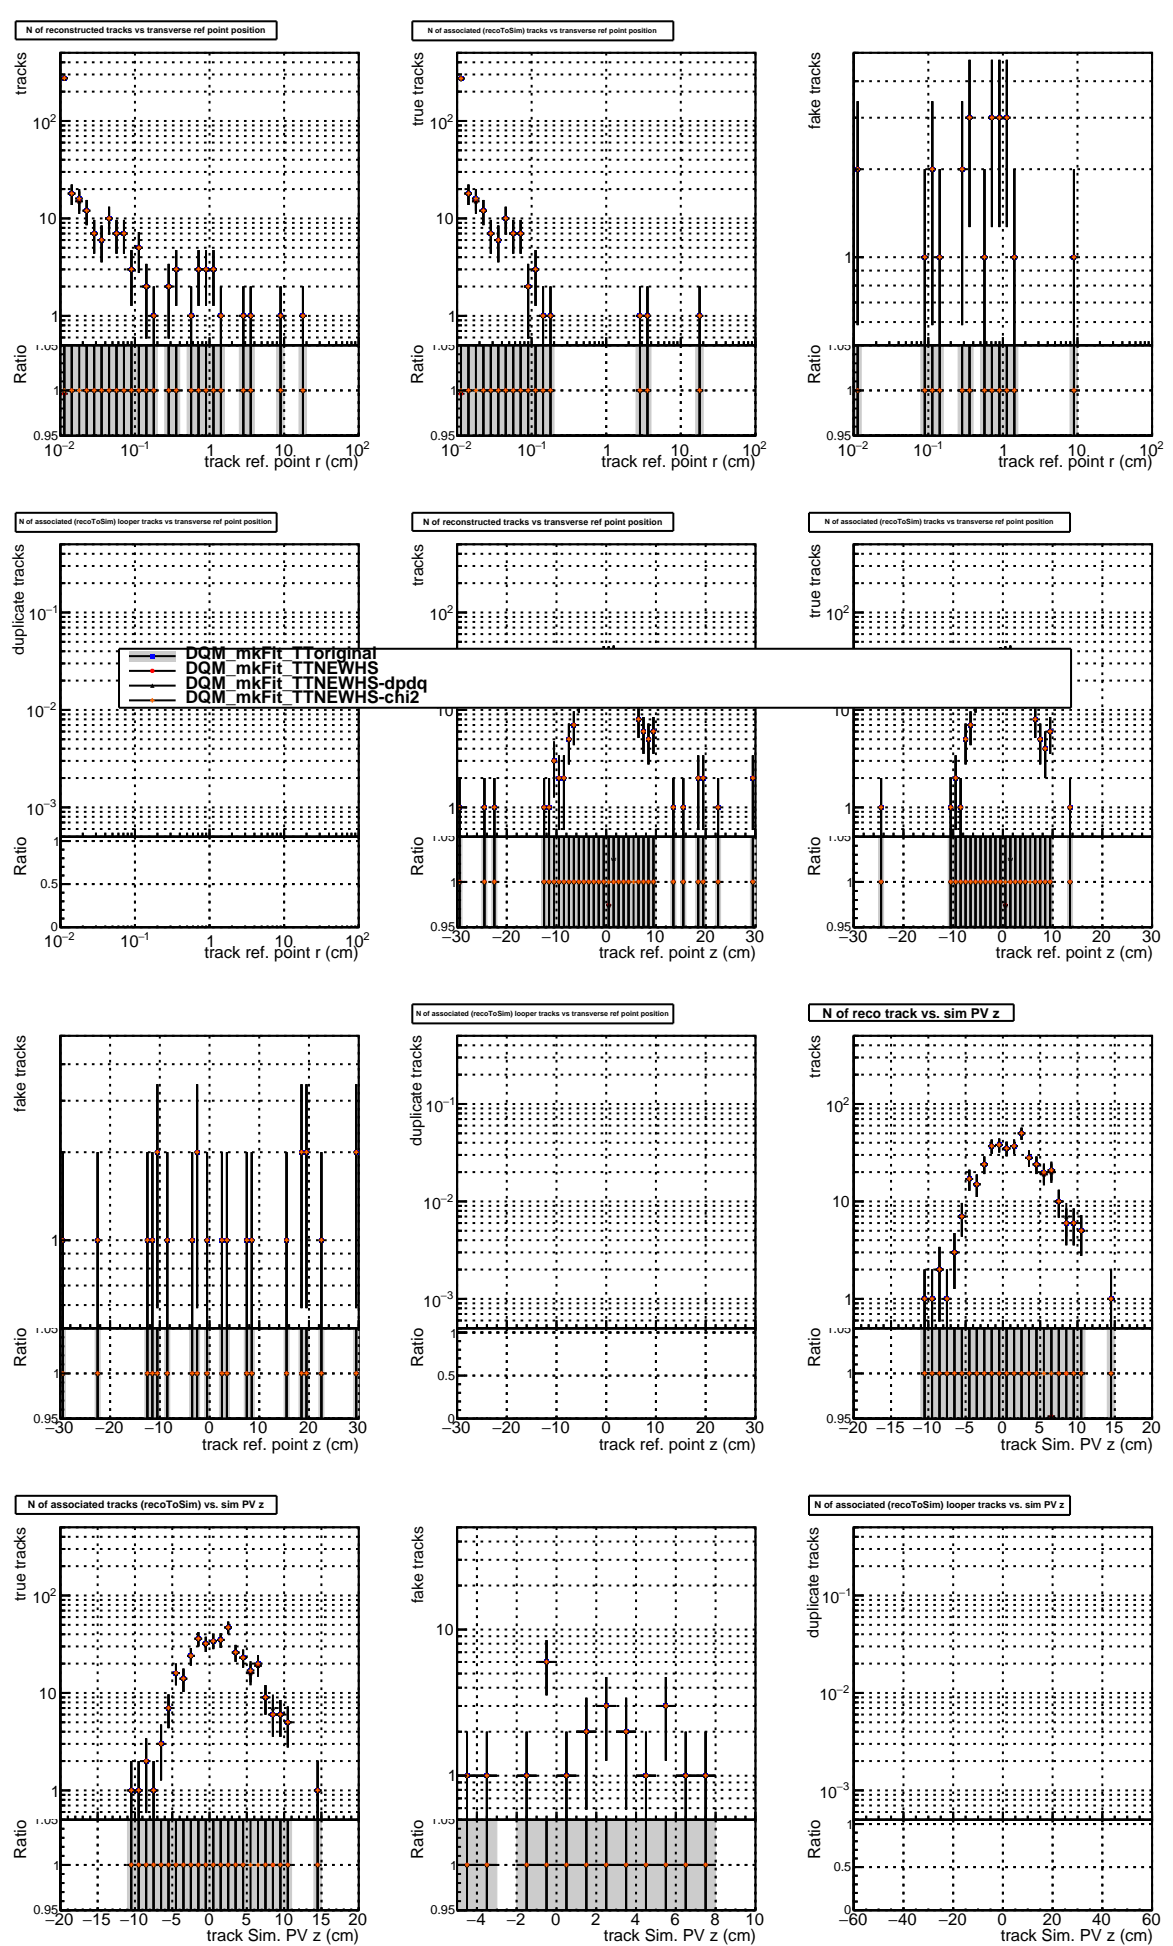 N of reconstructed tracks vs transverse ref point position
tracks
10²
10
1
Ratio
1.05
1
0.95
10⁻² 10⁻¹ 1 10 10²
track ref. point r (cm)
N of associated (recoToSim) tracks vs transverse ref point position
true tracks
10²
10
1
Ratio
1.05
1
0.95
10⁻² 10⁻¹ 1 10 10²
track ref. point r (cm)
fake tracks
1
Ratio
1.05
1
0.95
10⁻² 10⁻¹ 1 10 10²
track ref. point r (cm)
N of associated (recoToSim) looper tracks vs transverse ref point position
duplicate tracks
10⁻¹
10⁻²
10⁻³
Ratio
1
0.5
0
10⁻² 10⁻¹ 1 10 10²
track ref. point r (cm)
N of reconstructed tracks vs transverse ref point position
tracks
10²
10
1
Ratio
1.05
1
0.95
−30 −20 −10 0 10 20 30
track ref. point z (cm)
N of associated (recoToSim) tracks vs transverse ref point position
true tracks
10²
10
1
Ratio
1.05
1
0.95
−30 −20 −10 0 10 20 30
track ref. point z (cm)
DQM_mkFit_TToriginal
DQM_mkFit_TTNEWHS
DQM_mkFit_TTNEWHS-dpdq
DQM_mkFit_TTNEWHS-chi2
fake tracks
1
Ratio
1.05
1
0.95
−30 −20 −10 0 10 20 30
track ref. point z (cm)
N of associated (recoToSim) looper tracks vs transverse ref point position
duplicate tracks
10⁻¹
10⁻²
10⁻³
Ratio
1
0.5
0
−30 −20 −10 0 10 20 30
track ref. point z (cm)
N of reco track vs. sim PV z
tracks
10²
10
1
Ratio
1.05
1
0.95
−20 −15 −10 −5 0 5 10 15 20
track Sim. PV z (cm)
N of associated tracks (recoToSim) vs. sim PV z
true tracks
10²
10
1
Ratio
1.05
1
0.95
−20 −15 −10 −5 0 5 10 15 20
track Sim. PV z (cm)
fake tracks
10
1
Ratio
1.05
1
0.95
−4 −2 0 2 4 6 8 10
track Sim. PV z (cm)
N of associated (recoToSim) looper tracks vs. sim PV z
duplicate tracks
10⁻¹
10⁻²
10⁻³
Ratio
1
0.5
0
−60 −40 −20 0 20 40 60
track Sim. PV z (cm)